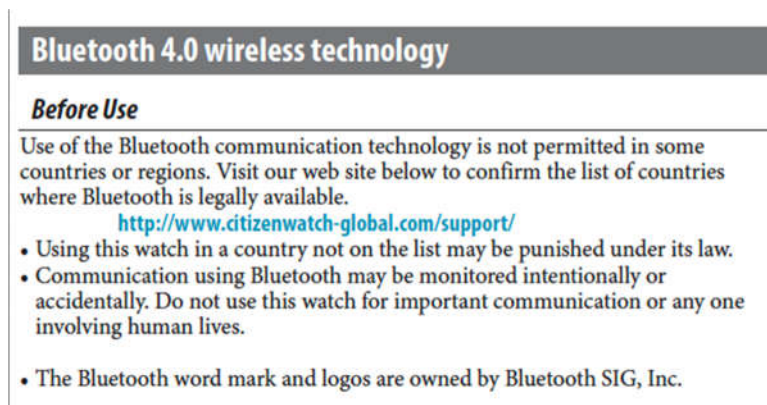 Bluetooth 4.0 wireless technology
Before Use
Use of the Bluetooth communication technology is not permitted in some
countries or regions. Visit our web site below to confirm the list of countries
where Bluetooth is legally available.
http://www.citizenwatch-global.com/support/
• Using this watch in a country not on the list may be punished under its law.
• Communication using Bluetooth may be monitored intentionally or
accidentally. Do not use this watch for important communication or any one
involving human lives.
• The Bluetooth word mark and logos are owned by Bluetooth SIG, Inc.